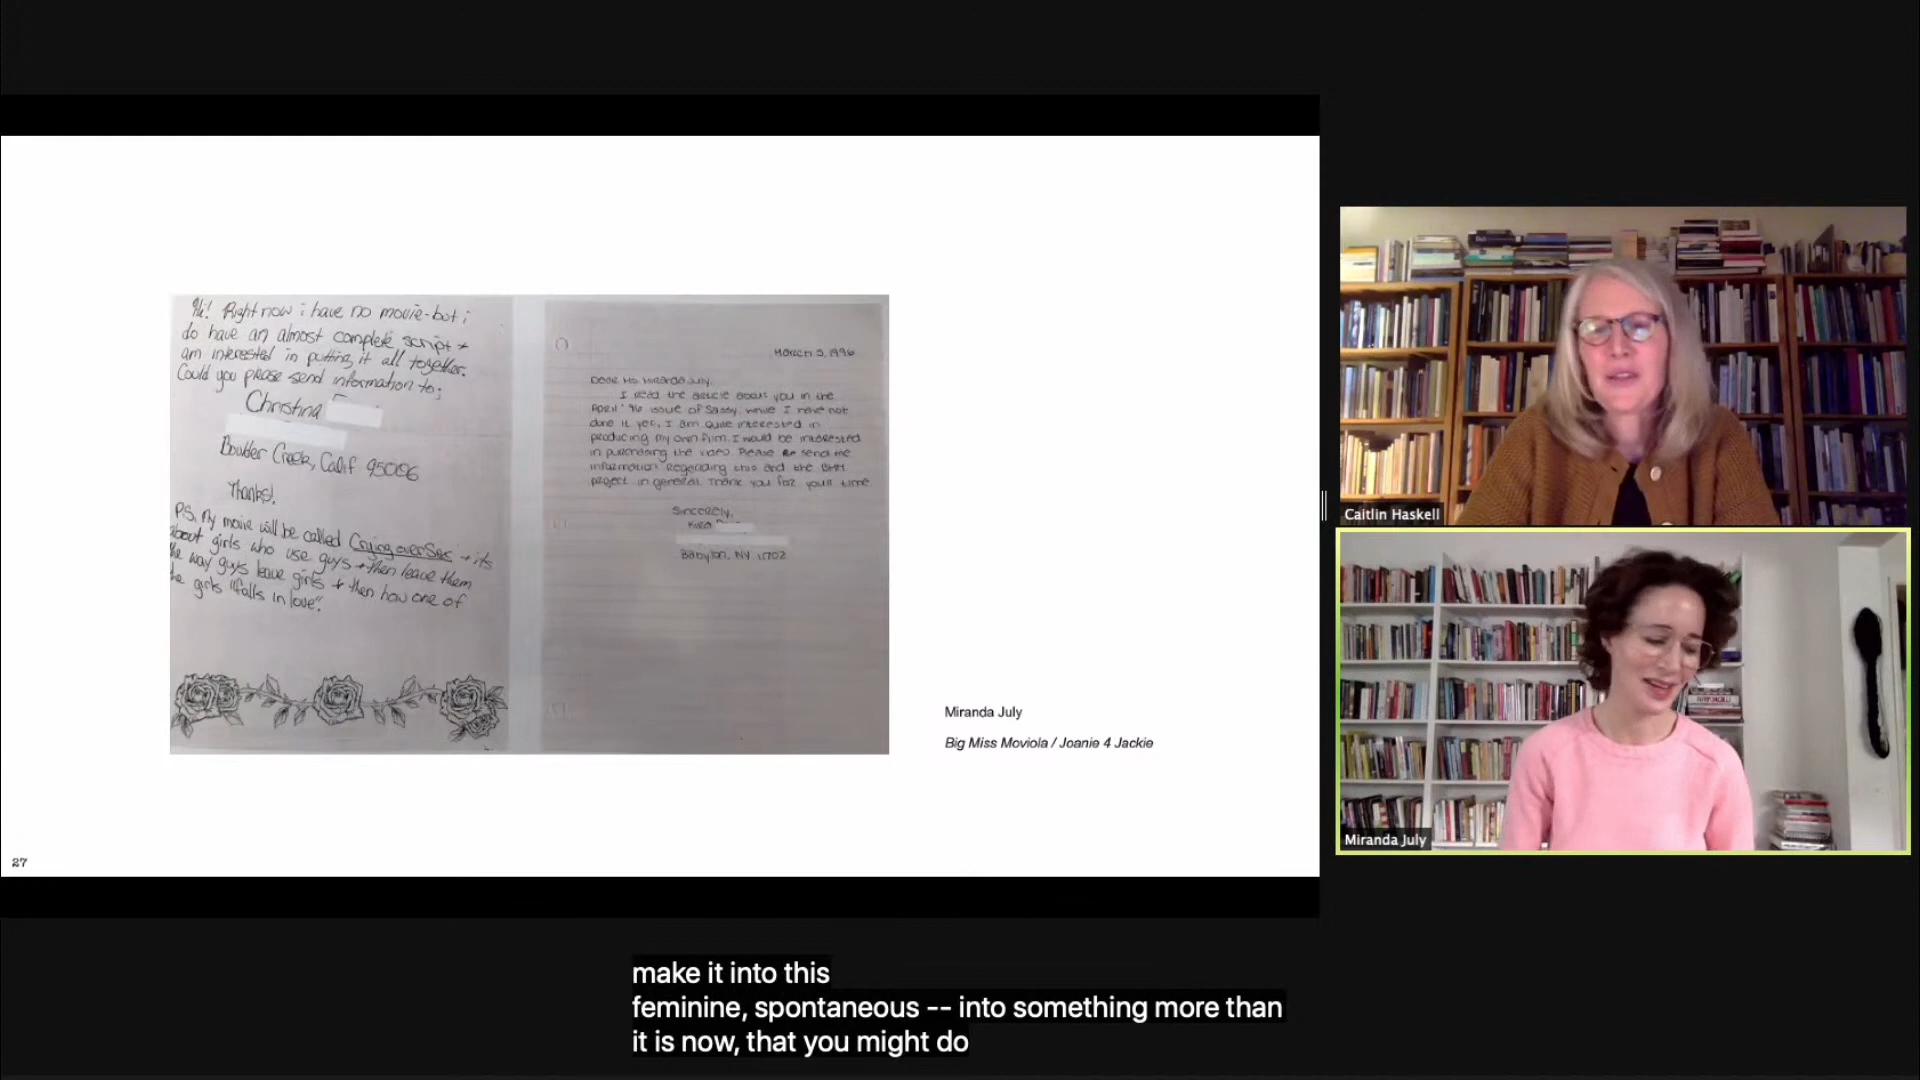 Hi! Right now i have no movie-but i
do have an almost complete script +
am interested in putting it all together.
Could you please send information to:
Christina
Boulder Creek, Calif 95006
Thanks!
P.S. My movie will be called Crying over Sex + its
about girls who use guys + then leave them
the way guys leave girls + then how one of
the girls "falls in love".
March 3, 1996
Dear Ms. Miranda July,
I read the article about you in the
April '96 issue of Sassy. While I have not
done it yet, I am quite interested in
producing my own film. I would be interested
in purchasing the video. Please send me
information regarding this and the BMM
project in general. Thank you for your time
Sincerely,
Kira
Babylon, NY 11702
Miranda July
Big Miss Moviola / Joanie 4 Jackie
27
Caitlin Haskell
Miranda July
make it into this
feminine, spontaneous -- into something more than
it is now, that you might do